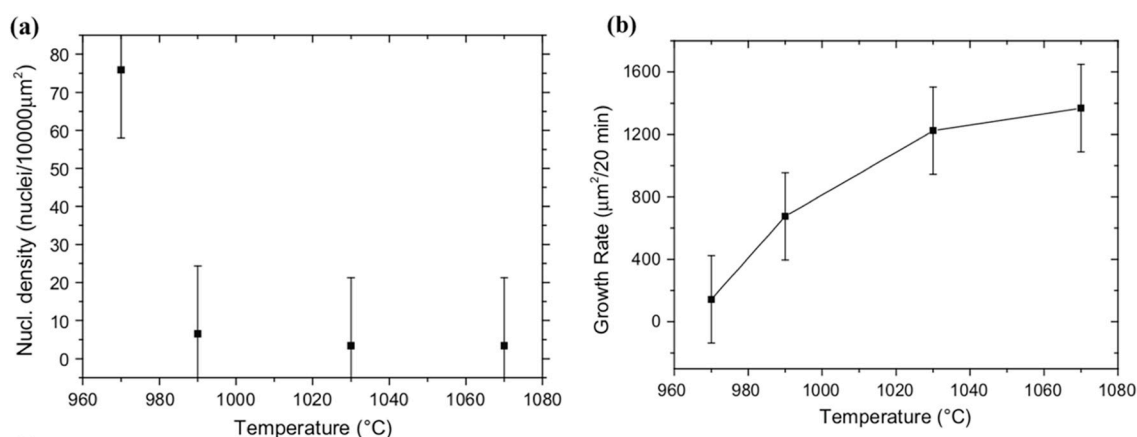 (a)
80
70
60
50
40
30
20
10
0
Nucl. density (nuclei/10000µm²)
960 980 1000 1020 1040 1060 1080
Temperature (°C)
(b)
1600
1200
800
400
0
Growth Rate (µm²/20 min)
960 980 1000 1020 1040 1060 1080
Temperature (°C)